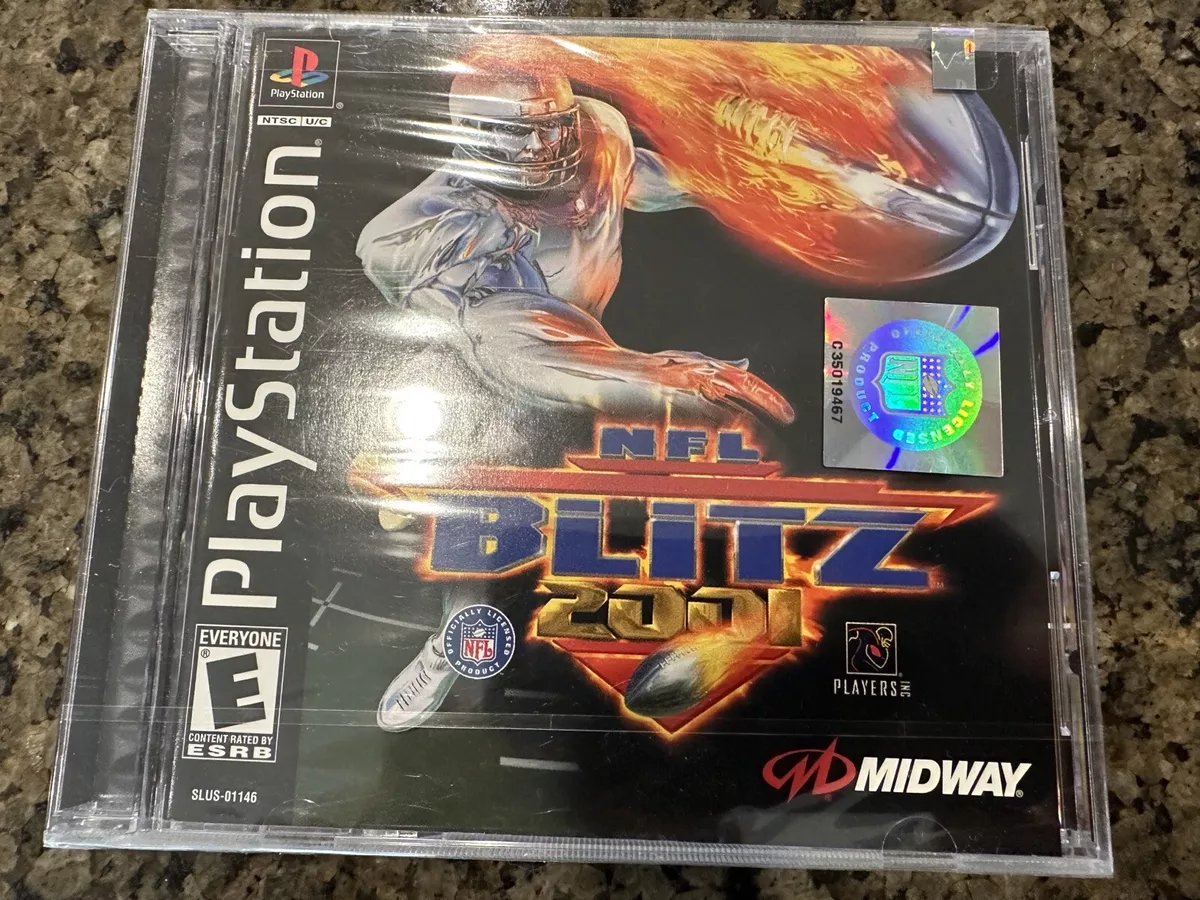 PlayStation
NTSC U/C
PlayStation®
EVERYONE
E
CONTENT RATED BY
ESRB
SLUS-01146
C35019467
OFFICIALLY LICENSED
NFL
PRODUCT
NFL
BLiTZ
2001
OFFICIALLY LICENSED
NFL
PRODUCT
PLAYERS INC
MIDWAY®